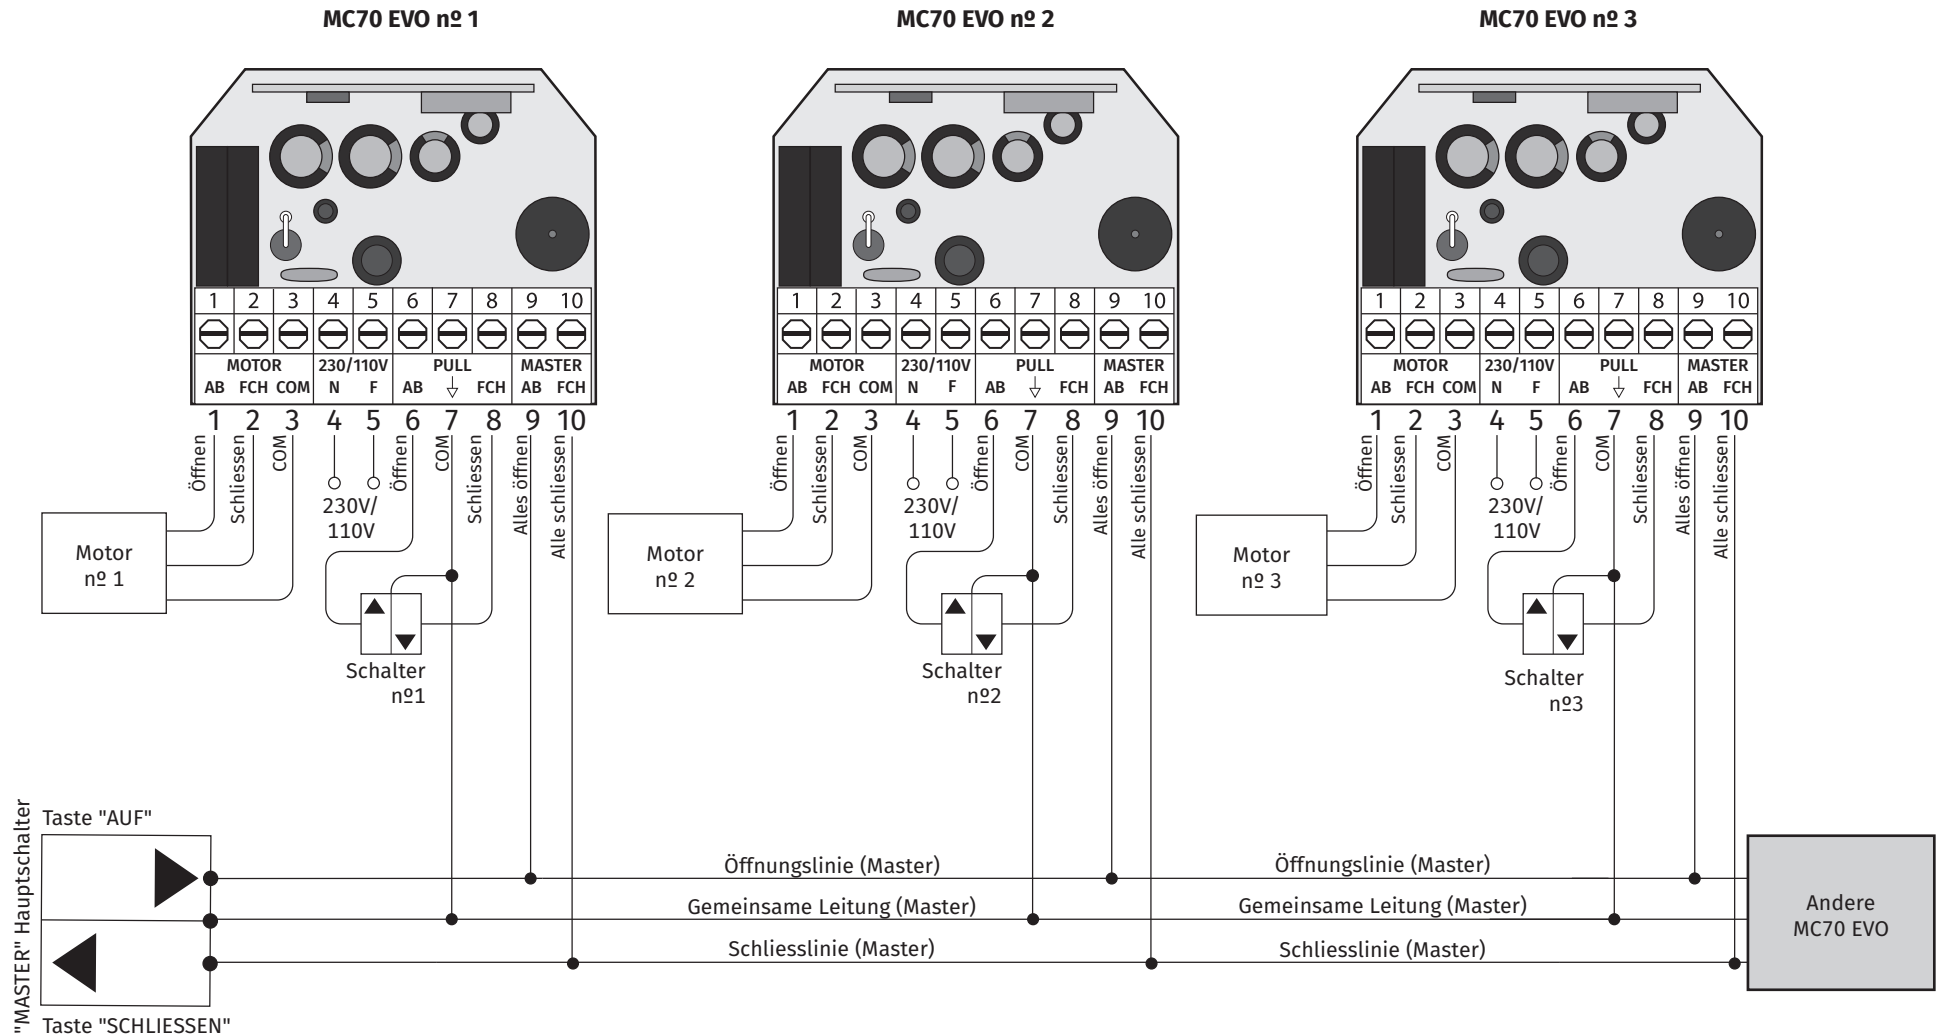 MC70 EVO nº 1
MC70 EVO nº 2
MC70 EVO nº 3
1 2 3 4 5 6 7 8 9 10
MOTOR 230/110V PULL MASTER
AB FCH COM N F AB FCH AB FCH
1 2 3 4 5 6 7 8 9 10
Öffnen
Schliessen
COM
230V/
110V
Öffnen
COM
Schliessen
Alles öffnen
Alle schliessen
Motor
nº 1
Schalter
nº1
1 2 3 4 5 6 7 8 9 10
MOTOR 230/110V PULL MASTER
AB FCH COM N F AB FCH AB FCH
1 2 3 4 5 6 7 8 9 10
Öffnen
Schliessen
COM
230V/
110V
Öffnen
COM
Schliessen
Alles öffnen
Alle schliessen
Motor
nº 2
Schalter
nº2
1 2 3 4 5 6 7 8 9 10
MOTOR 230/110V PULL MASTER
AB FCH COM N F AB FCH AB FCH
1 2 3 4 5 6 7 8 9 10
Öffnen
Schliessen
COM
230V/
110V
Öffnen
COM
Schliessen
Alles öffnen
Alle schliessen
Motor
nº 3
Schalter
nº3
"MASTER" Hauptschalter
Taste "AUF"
Öffnungslinie (Master)
Öffnungslinie (Master)
Gemeinsame Leitung (Master)
Gemeinsame Leitung (Master)
Schliesslinie (Master)
Schliesslinie (Master)
Andere
MC70 EVO
Taste "SCHLIESSEN"